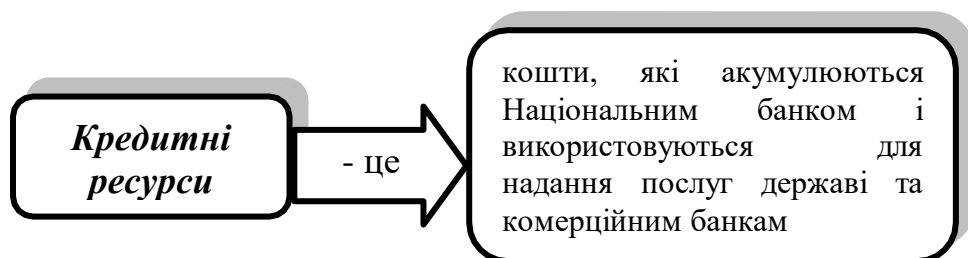 Кредитні
ресурси
- це
кошти, які акумулюються
Національним банком і
використовуються для
надання послуг державі та
комерційним банкам